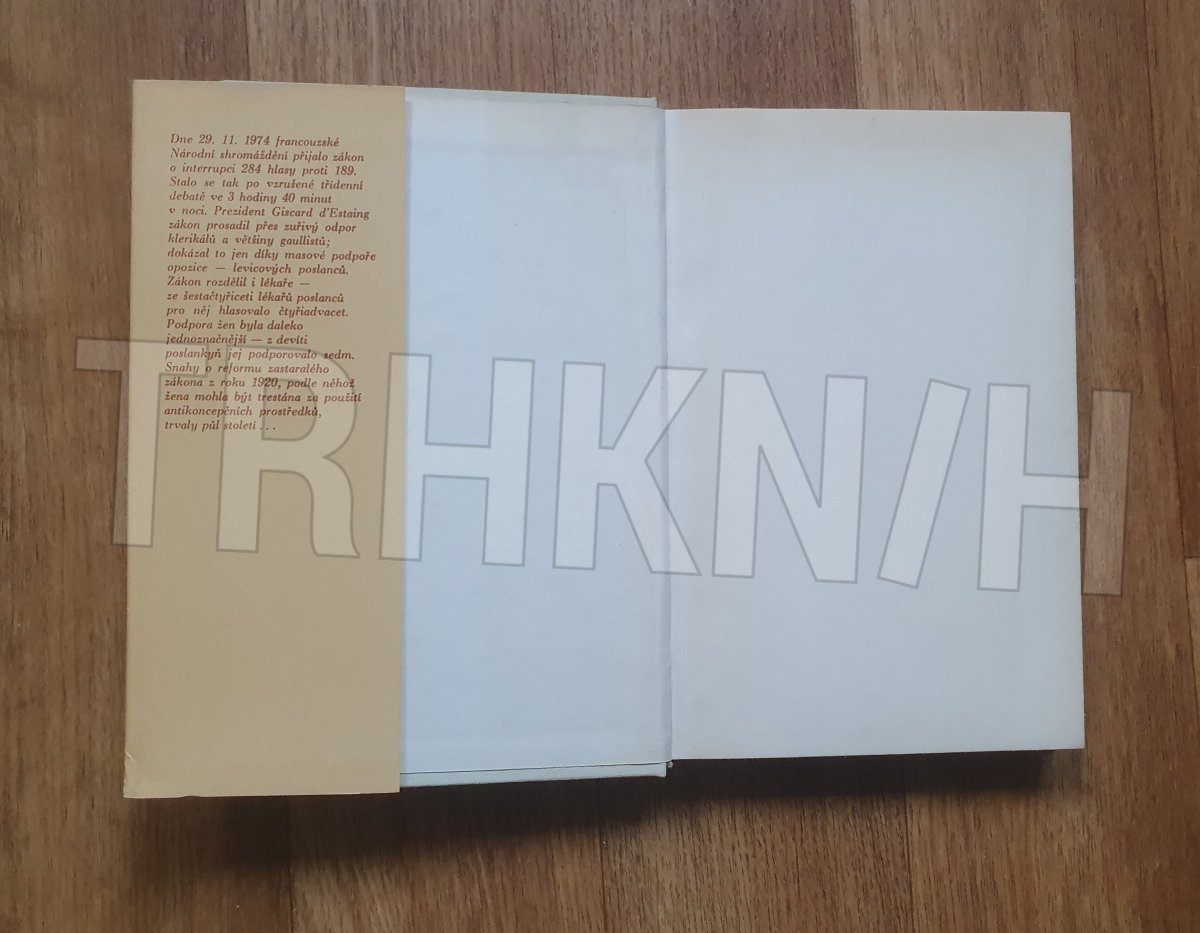 Dne 29. 11. 1974 francouzské
Národní shromáždění přijalo zákon
o interrupci 284 hlasy proti 189.
Stalo se tak po vzrušené třídenní
debatě ve 3 hodiny 40 minut
v noci. Prezident Giscard d'Estaing
zákon prosadil přes zuřivý odpor
klerikálů a většiny gaullistů;
dokázal to jen díky masové podpoře
opozice — levicových poslanců.
Zákon rozdělil i lékaře —
ze šestačtyřiceti lékařů poslanců
pro něj hlasovalo čtyřiadvacet.
Podpora žen byla daleko
jednoznačnější — z devíti
poslankyň jej podporovalo sedm.
Snahy o reformu zastaralého
zákona z roku 1920, podle něhož
žena mohla být trestána za použití
antikoncepčních prostředků,
trvaly půl století . . .
TRHKN/H